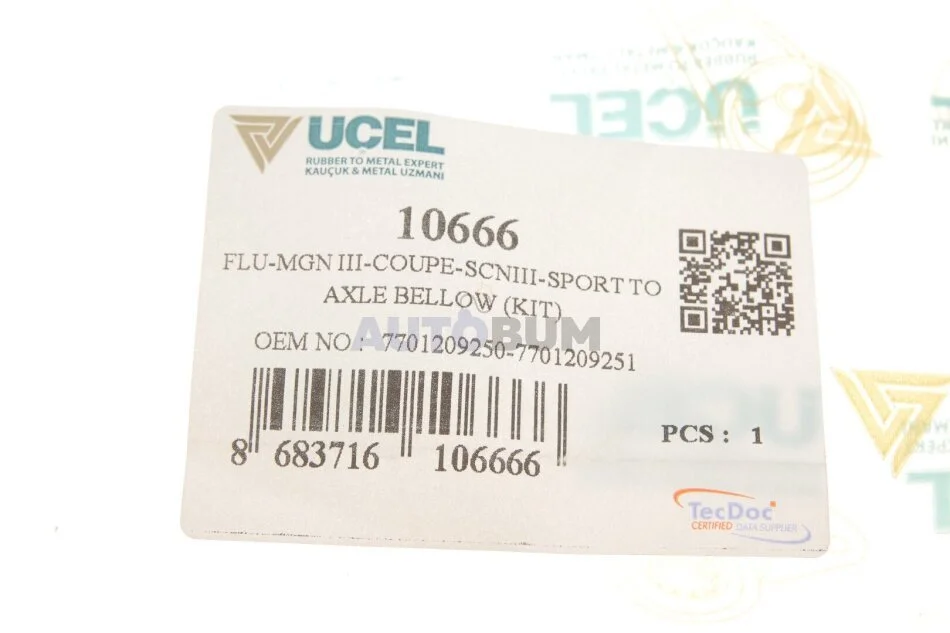 UCEL
RUBBER TO METAL EXPERT
KAUÇUK & METAL UZMANI
10666
FLU-MGN III-COUPE-SCNIII-SPORT TO
AXLE BELLOW (KIT)
AUTOBUM
OEM NO : 7701209250-7701209251
8 683716 106666
PCS : 1
TecDoc
CERTIFIED DATA SUPPLIER
UCEL